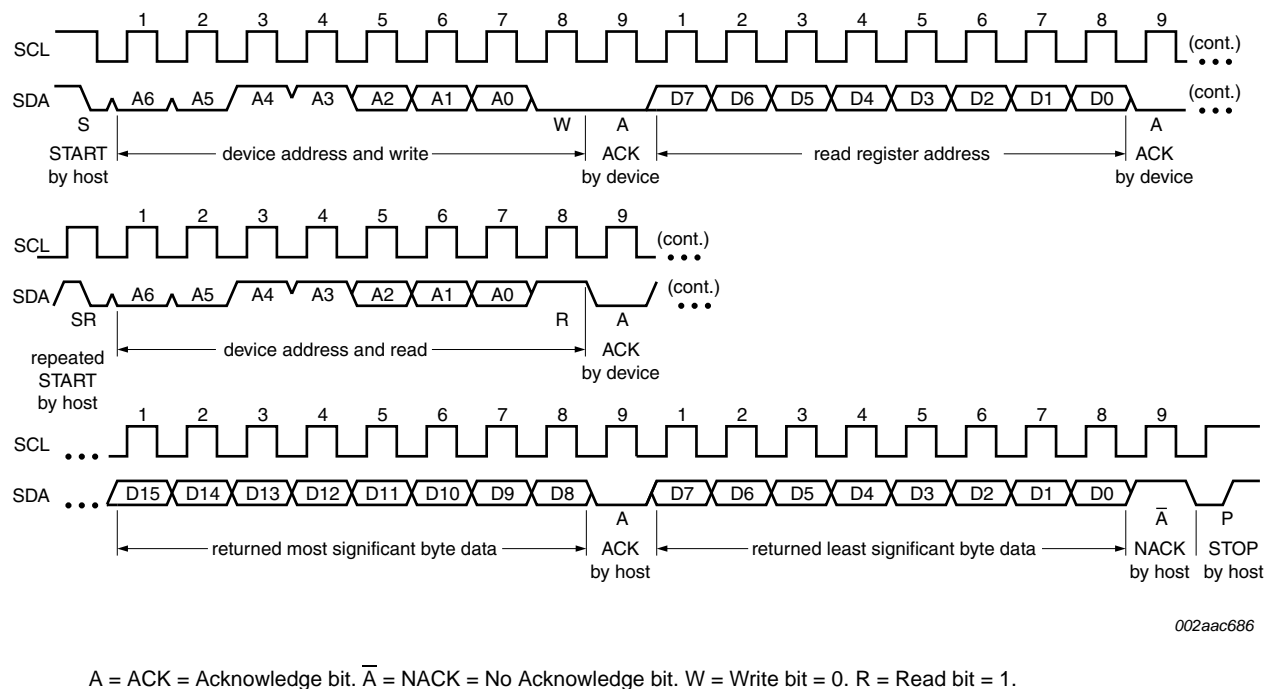 1 2 3 4 5 6 7 8 9 1 2 3 4 5 6 7 8 9
SCL (cont.)
SDA A6 A5 A4 A3 A2 A1 A0 D7 D6 D5 D4 D3 D2 D1 D0 (cont.)
S W A A
START device address and write ACK read register address ACK
by host by device by device
1 2 3 4 5 6 7 8 9
SCL (cont.)
SDA A6 A5 A4 A3 A2 A1 A0 (cont.)
SR R A
repeated device address and read ACK
START by device
by host
1 2 3 4 5 6 7 8 9 1 2 3 4 5 6 7 8 9
SCL
SDA D15 D14 D13 D12 D11 D10 D9 D8 D7 D6 D5 D4 D3 D2 D1 D0
A A̅ P
returned most significant byte data ACK returned least significant byte data NACK STOP
by host by host by host
002aac686
A = ACK = Acknowledge bit. A̅ = NACK = No Acknowledge bit. W = Write bit = 0. R = Read bit = 1.